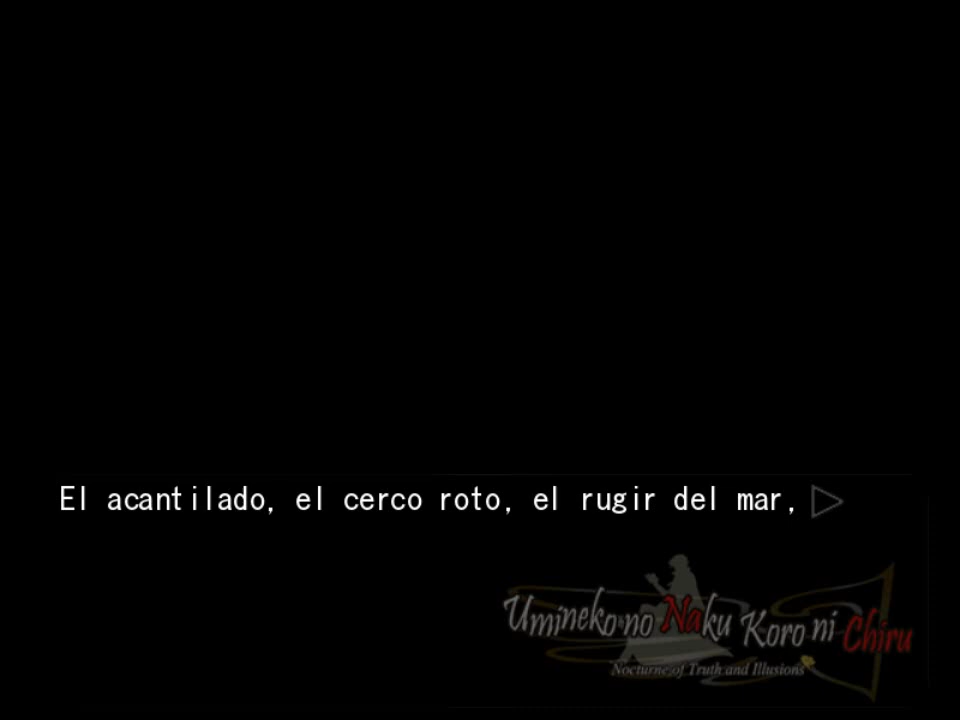 El acantilado, el cerco roto, el rugir del mar,
Umineko no Naku Koro ni Chiru
Nocturne of Truth and Illusions